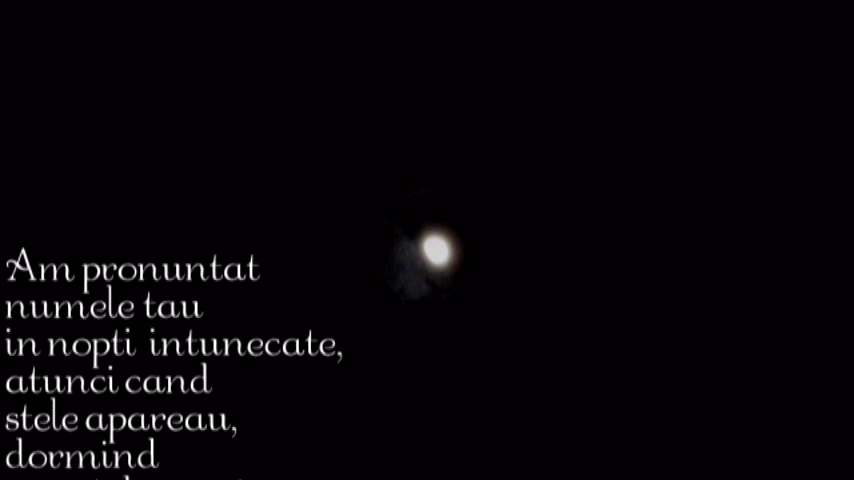 Am pronuntat
numele tau
in nopti intunecate,
atunci cand
stele apareau,
dormind